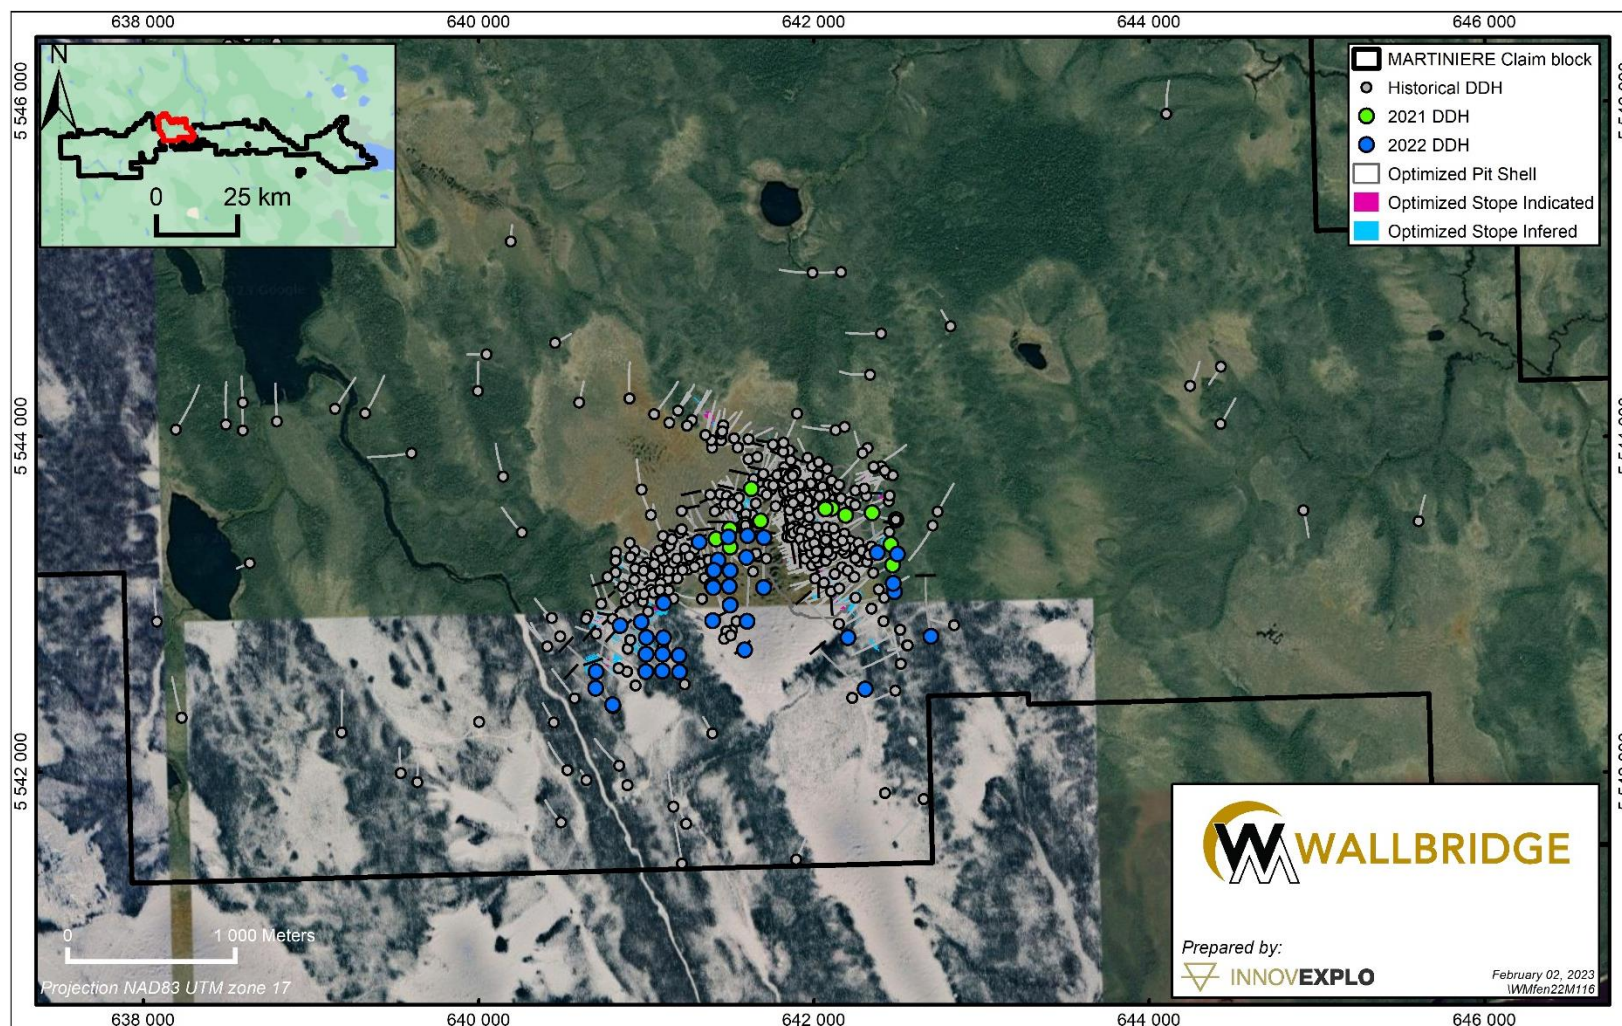 638 000
640 000
642 000
644 000
646 000
5 546 000
5 544 000
5 542 000
N
0 25 km
MARTINIERE Claim block
Historical DDH
2021 DDH
2022 DDH
Optimized Pit Shell
Optimized Stope Indicated
Optimized Stope Infered
WALLBRIDGE
Prepared by:
INNOVEXPLO
February 02, 2023
\WMfen22M116
0 1 000 Meters
Projection NAD83 UTM zone 17
638 000
640 000
642 000
644 000
646 000